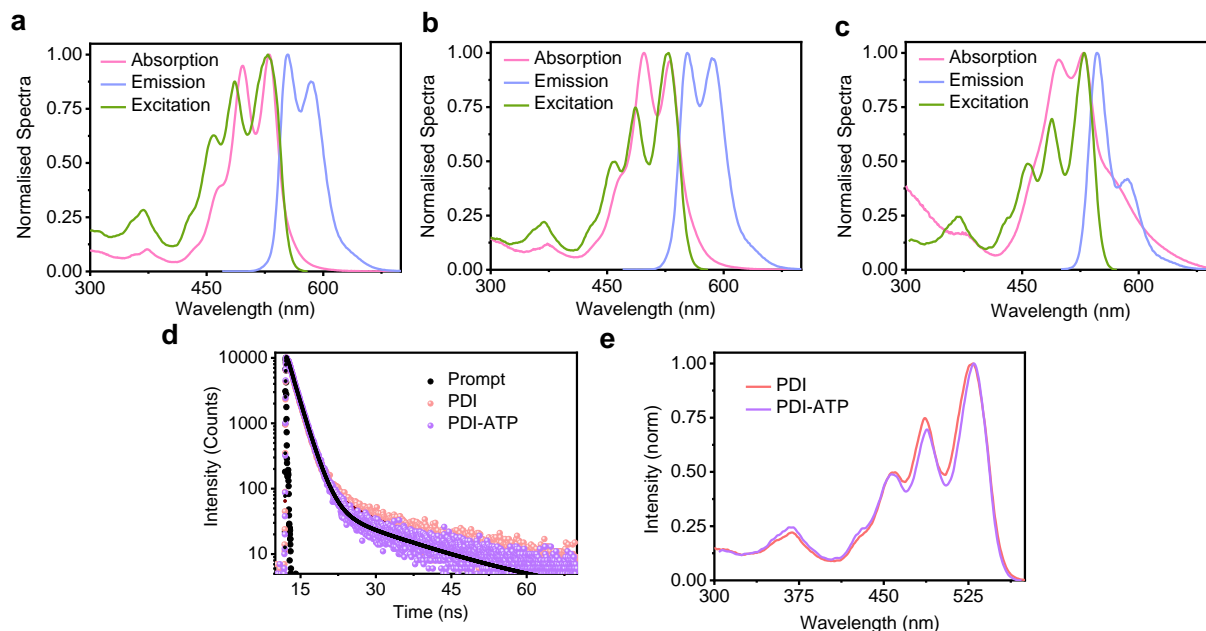 a
1.00
0.75
0.50
0.25
0.00
Normalised Spectra
Absorption
Emission
Excitation
300
450
600
Wavelength (nm)
b
1.00
0.75
0.50
0.25
0.00
Normalised Spectra
Absorption
Emission
Excitation
300
450
600
Wavelength (nm)
c
1.00
0.75
0.50
0.25
0.00
Normalised Spectra
Absorption
Emission
Excitation
300
450
600
Wavelength (nm)
d
10000
1000
100
10
Intensity (Counts)
Prompt
PDI
PDI-ATP
15
30
45
60
Time (ns)
e
1.00
0.75
0.50
0.25
0.00
Intensity (norm)
PDI
PDI-ATP
300
375
450
525
Wavelength (nm)